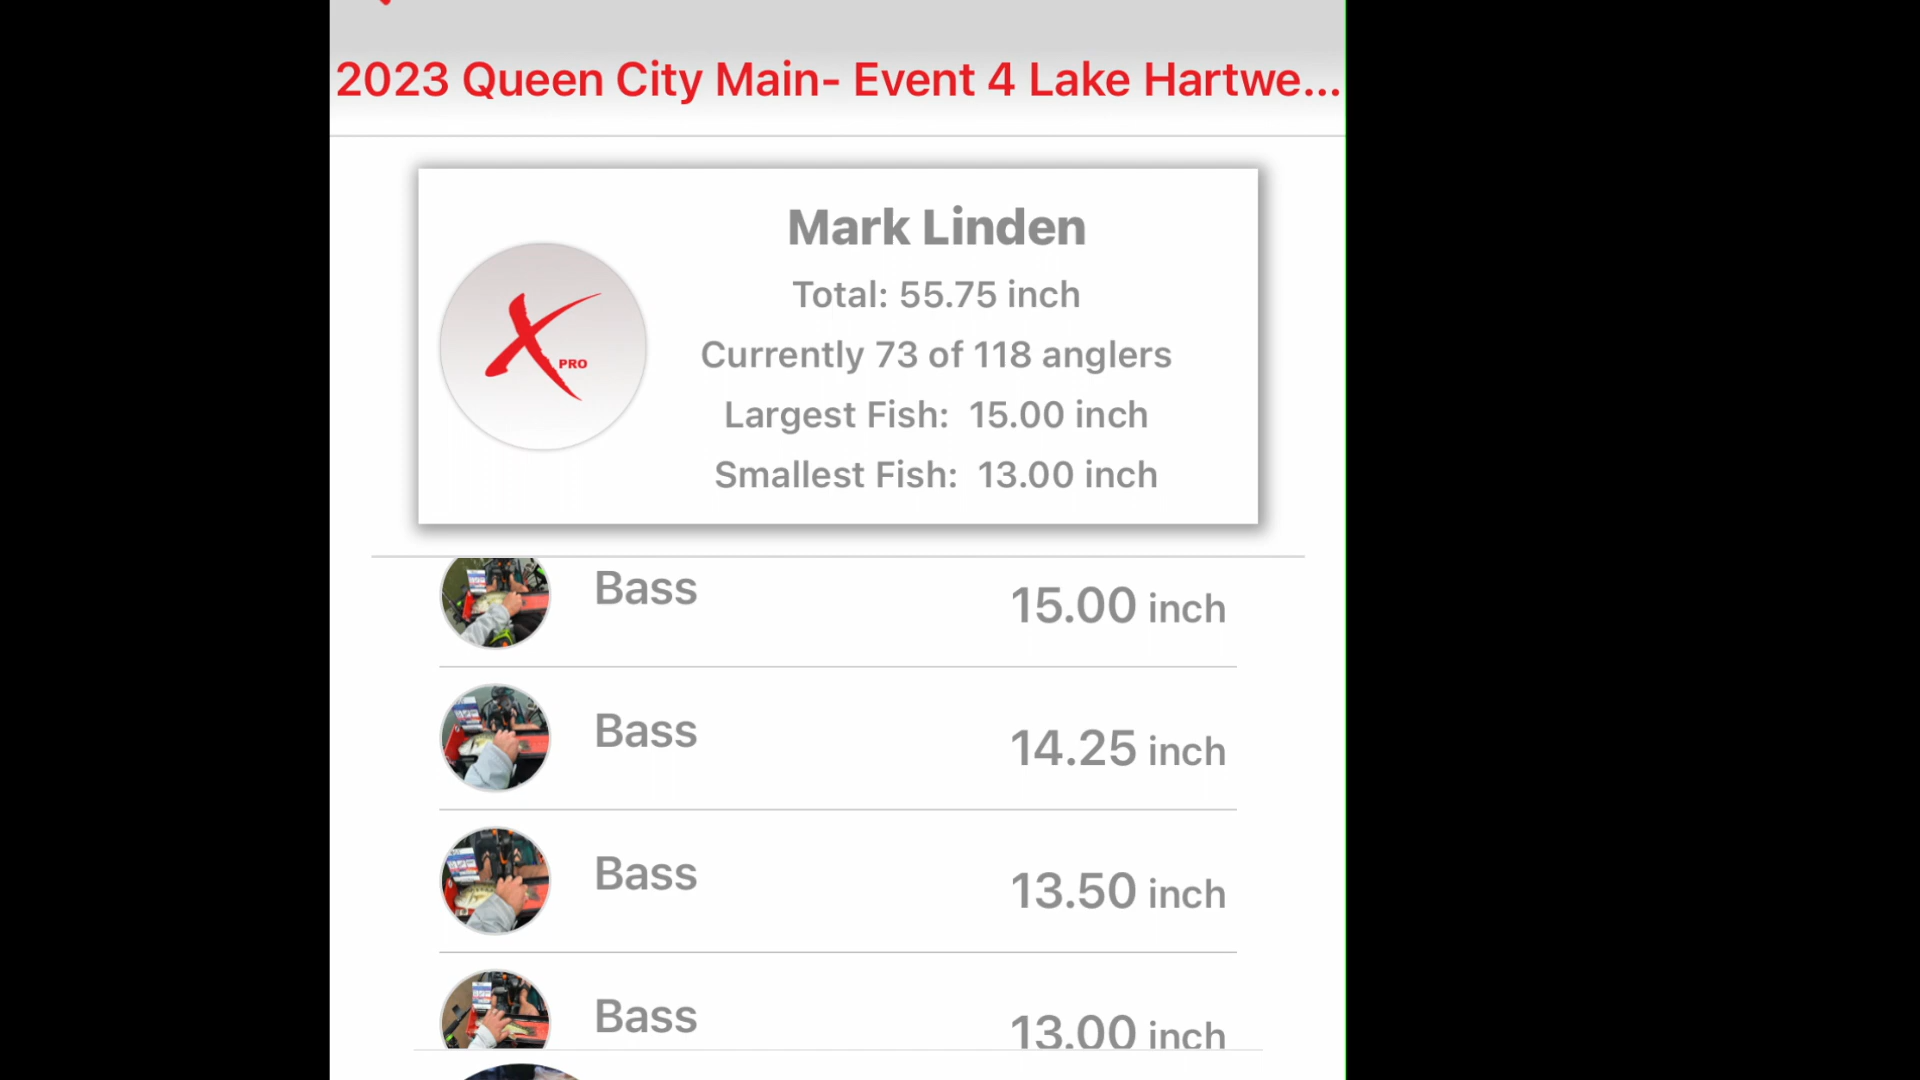 2023 Queen City Main- Event 4 Lake Hartwe...
Mark Linden
Total: 55.75 inch
Currently 73 of 118 anglers
Largest Fish: 15.00 inch
Smallest Fish: 13.00 inch
PRO
Bass
15.00 inch
Bass
14.25 inch
Bass
13.50 inch
Bass
13.00 inch